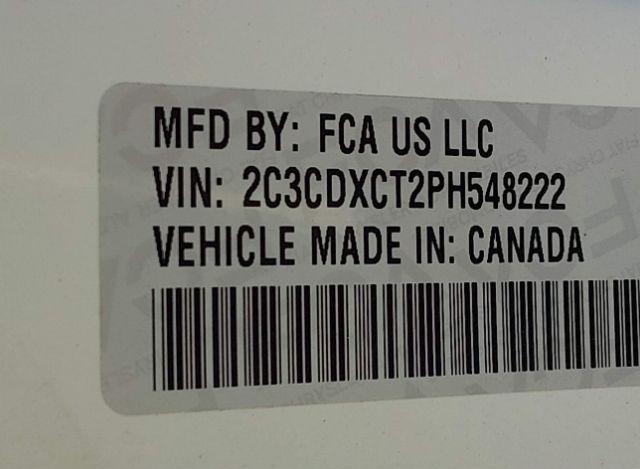 MFD BY: FCA US LLC
VIN: 2C3CDXCT2PH548222
VEHICLE MADE IN: CANADA